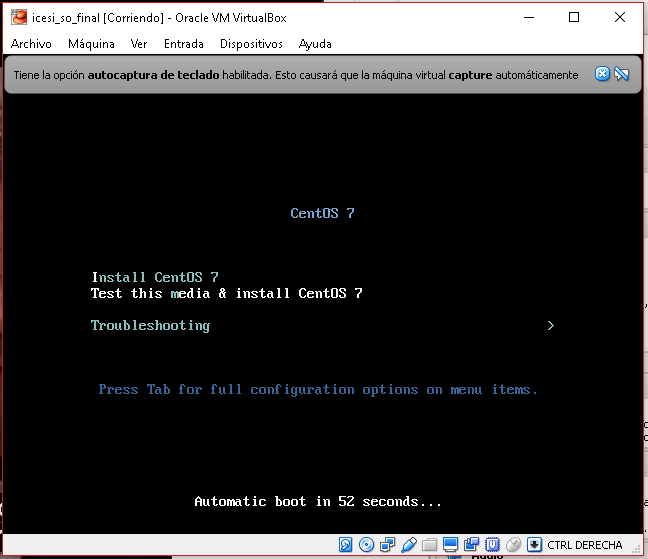 icesi_so_final [Corriendo] - Oracle VM VirtualBox
Archivo Máquina Ver Entrada Dispositivos Ayuda
Tiene la opción autocaptura de teclado habilitada. Esto causará que la máquina virtual capture automáticamente
CentOS 7
Install CentOS 7
Test this media & install CentOS 7
Troubleshooting >
Press Tab for full configuration options on menu items.
Automatic boot in 52 seconds...
CTRL DERECHA
Audio